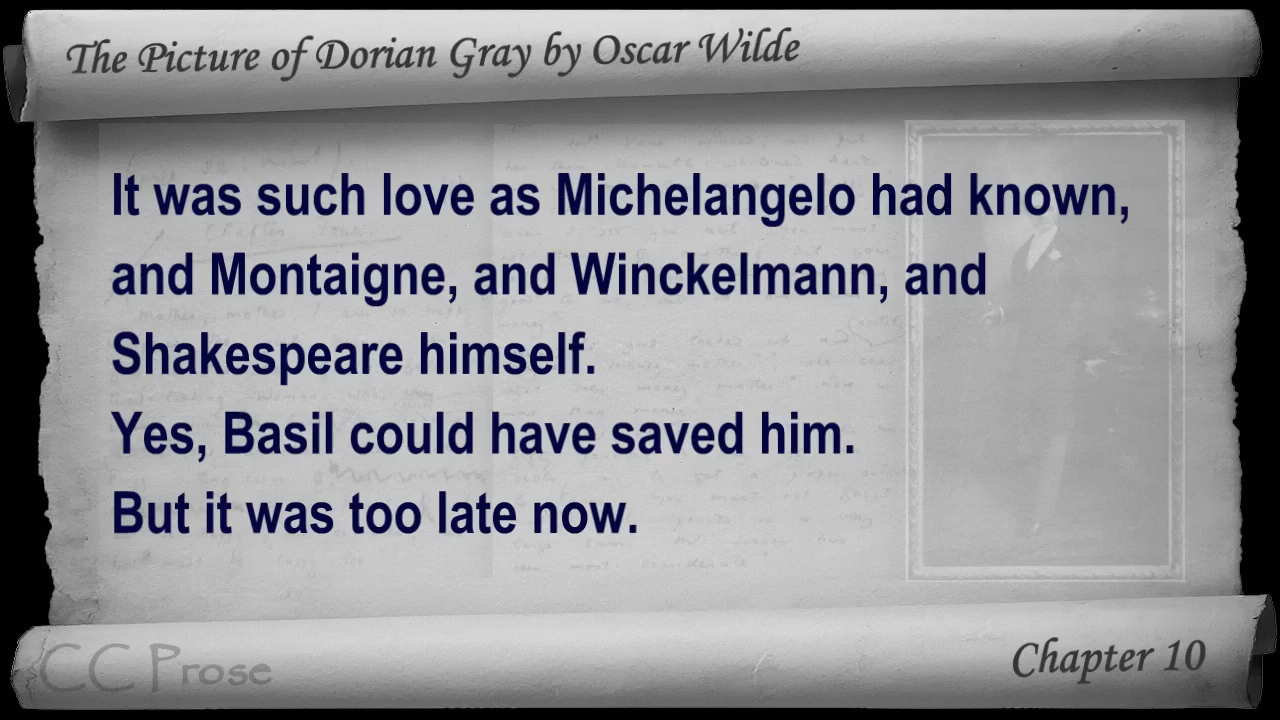 The Picture of Dorian Gray by Oscar Wilde
It was such love as Michelangelo had known,
and Montaigne, and Winckelmann, and
Shakespeare himself.
Yes, Basil could have saved him.
But it was too late now.
CC Prose
Chapter 10